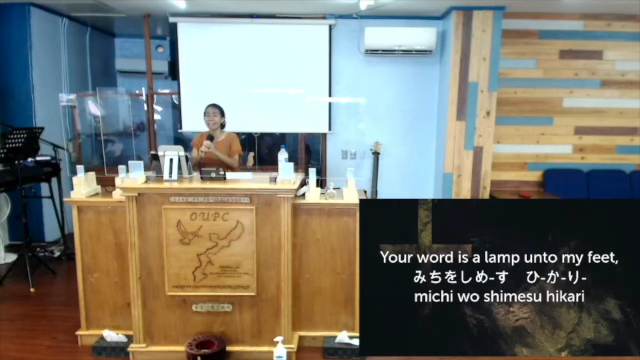 OUPC
Your word is a lamp unto my feet,
みちをしめ-す　ひ-か-り-
michi wo shimesu hikari